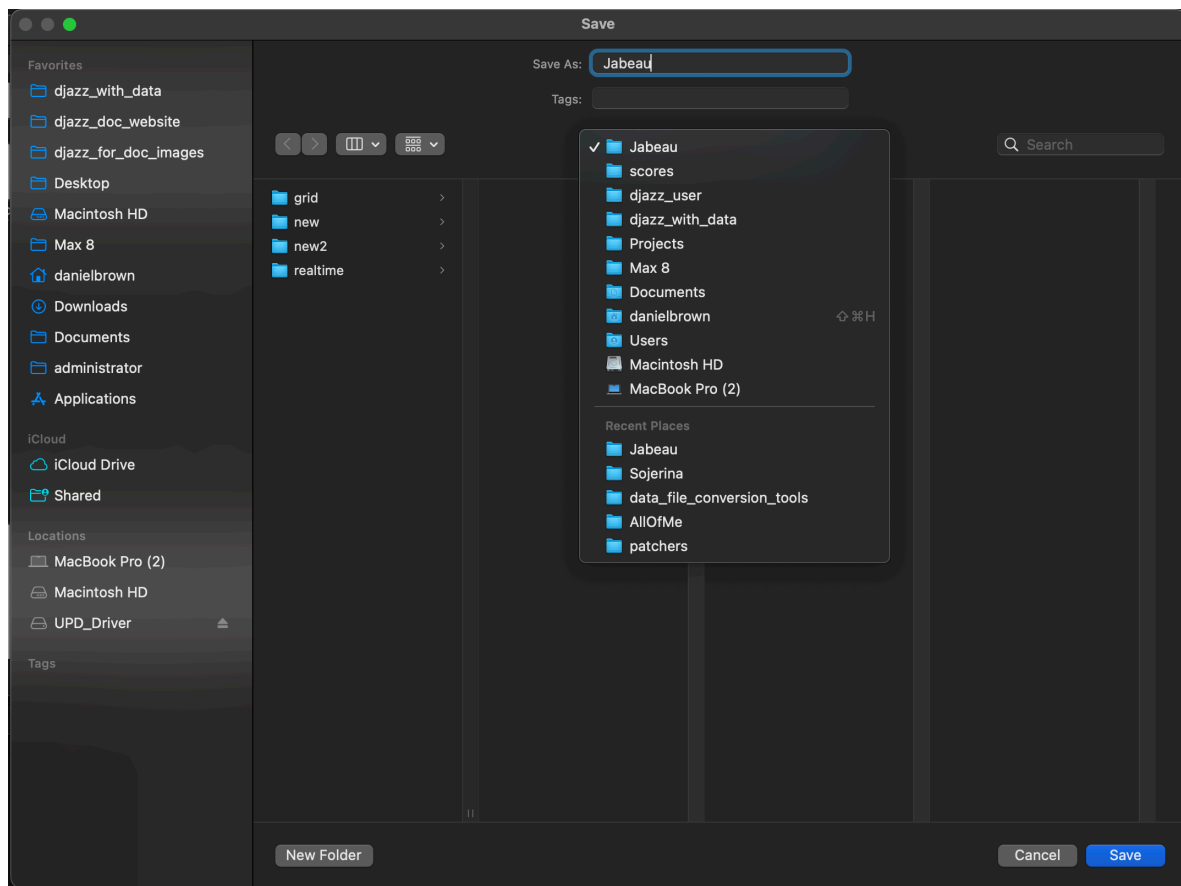 Save
Favorites
djazz_with_data
djazz_doc_website
djazz_for_doc_images
Desktop
Macintosh HD
Max 8
danielbrown
Downloads
Documents
administrator
Applications
iCloud
iCloud Drive
Shared
Locations
MacBook Pro (2)
Macintosh HD
UPD_Driver
Tags
Save As: Jabeau
Tags:
Search
grid
new
new2
realtime
Jabeau
scores
djazz_user
djazz_with_data
Projects
Max 8
Documents
danielbrown ⇧⌘H
Users
Macintosh HD
MacBook Pro (2)
Recent Places
Jabeau
Sojerina
data_file_conversion_tools
AllOfMe
patchers
New Folder
Cancel
Save